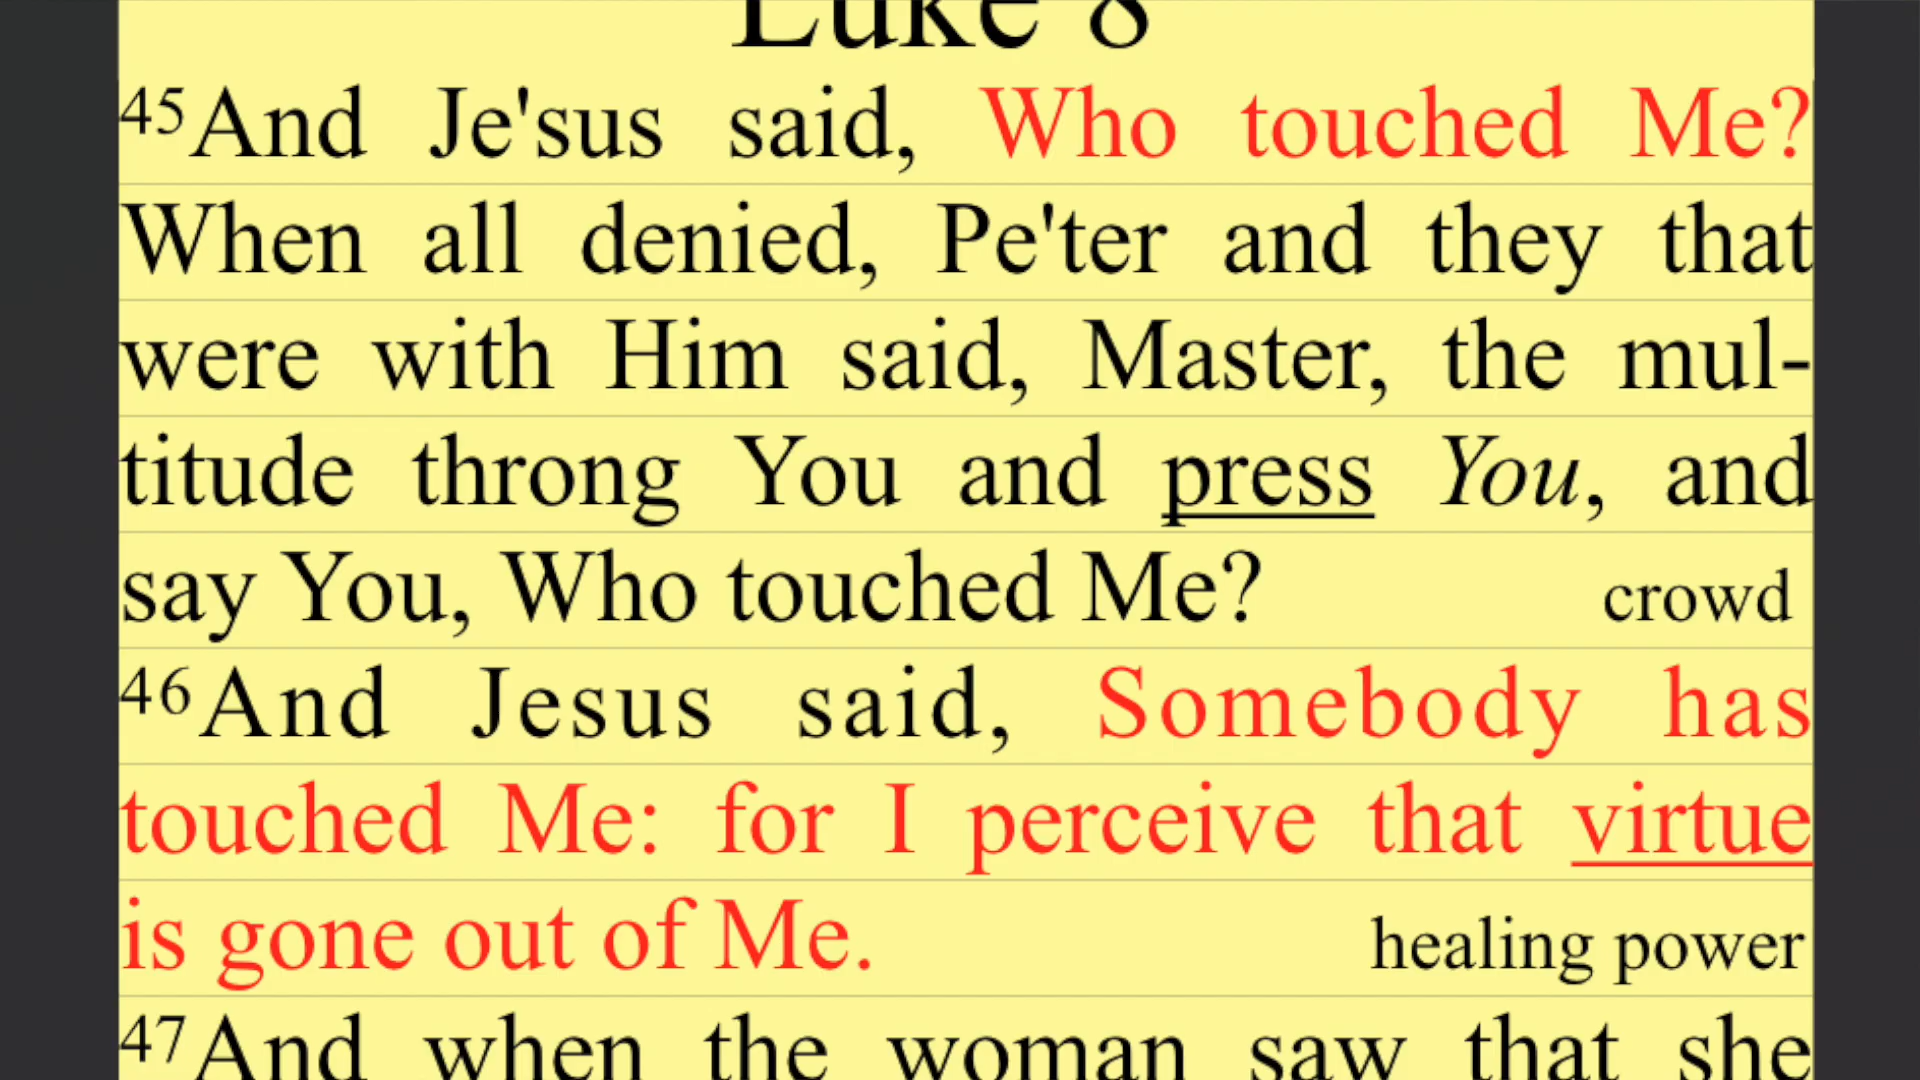 Luke 8
45And Je'sus said, Who touched Me?
When all denied, Pe'ter and they that
were with Him said, Master, the mul-
titude throng You and press You, and
say You, Who touched Me? crowd
46And Jesus said, Somebody has
touched Me: for I perceive that virtue
is gone out of Me. healing power
47And when the woman saw that she